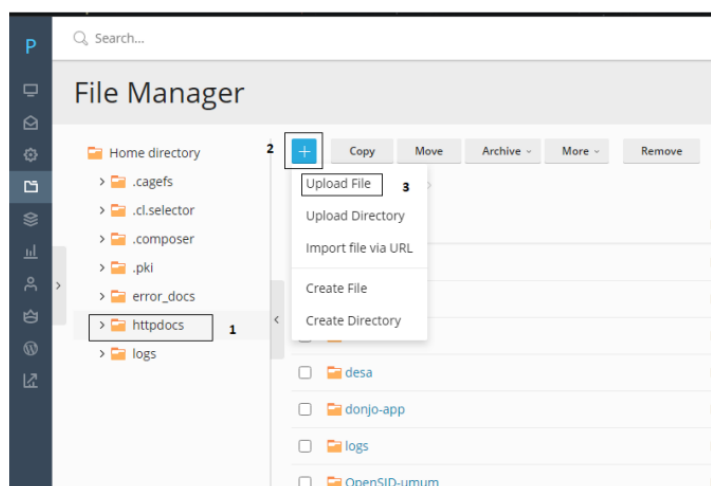 P
Search...
File Manager
Home directory
2
+
Copy
Move
Archive
More
Remove
.cagefs
Upload File
3
.cl.selector
Upload Directory
.composer
Import file via URL
.pki
Create File
error_docs
Create Directory
httpdocs
1
logs
desa
donjo-app
logs
OpenSID-umum